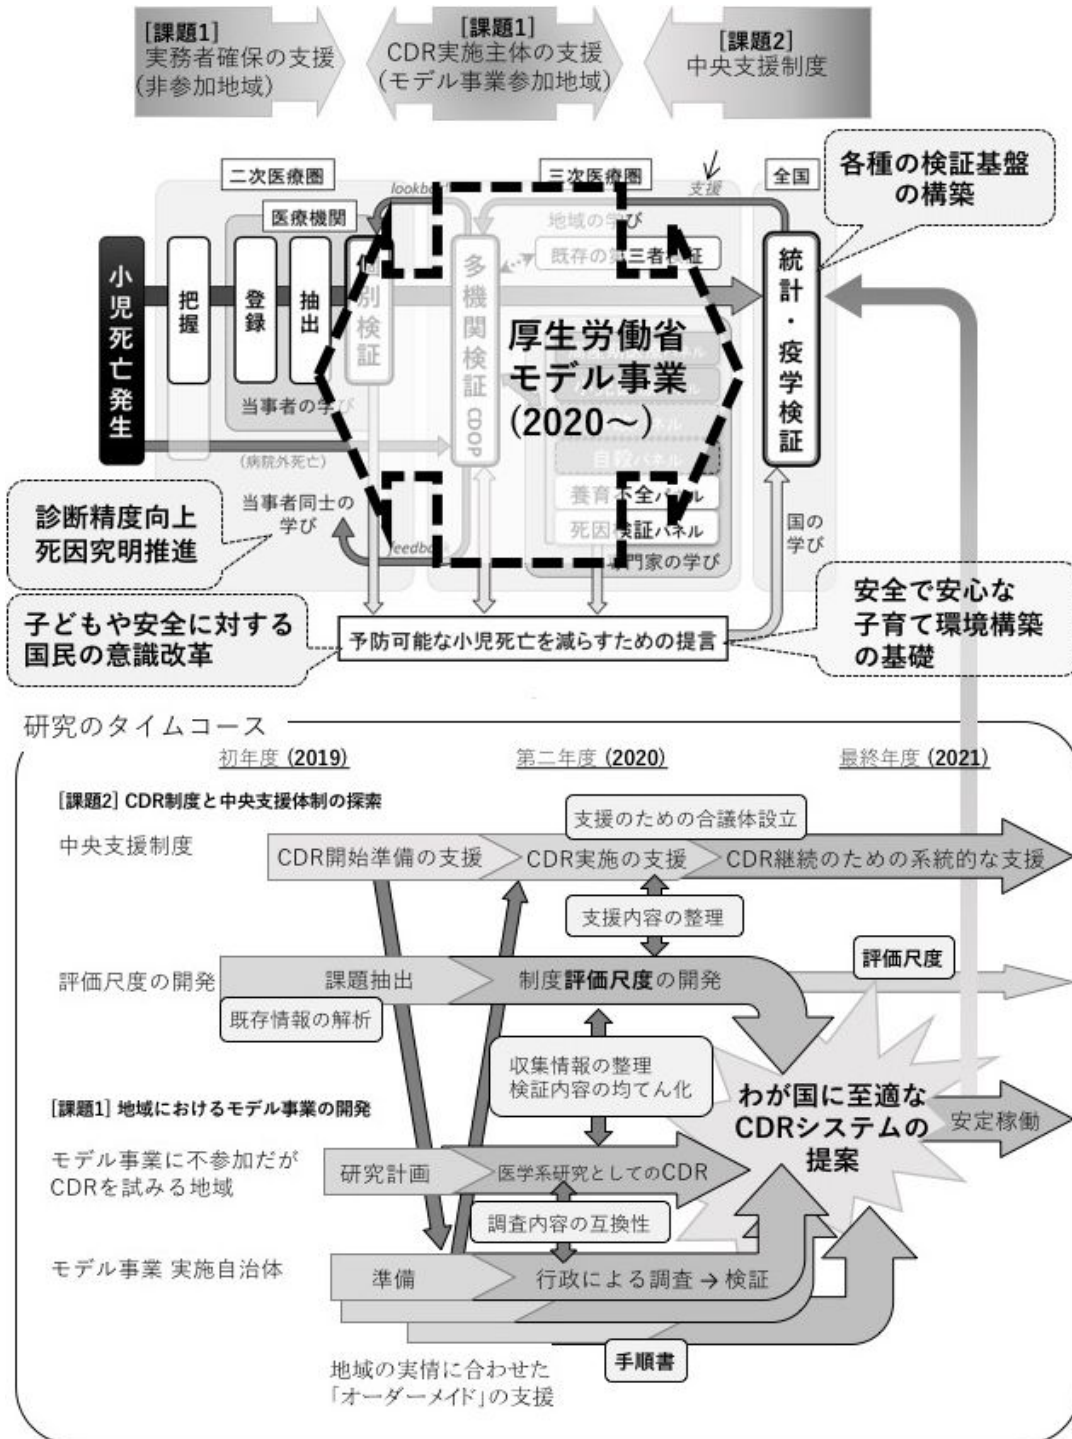 [課題1]
実務者確保の支援
(非参加地域)
[課題1]
CDR実施主体の支援
(モデル事業参加地域)
[課題2]
中央支援制度
二次医療圏
lookback
三次医療圏
支援
全国
各種の検証基盤
の構築
医療機関
地域の学び
既存の第三者検証
小児死亡発生
把握
登録
抽出
個別検証
多機関検証 CDOP
統計・疫学検証
厚生労働省
モデル事業
(2020~)
パネル
当事者の学び
(病院外死亡)
自殺パネル
養育不全パネル
死因検証パネル
専門家の学び
国の
学び
当事者同士の
学び
feedback
診断精度向上
死因究明推進
子どもや安全に対する
国民の意識改革
予防可能な小児死亡を減らすための提言
安全で安心な
子育て環境構築
の基礎
研究のタイムコース
初年度 (2019)
第二年度 (2020)
最終年度 (2021)
[課題2] CDR制度と中央支援体制の探索
支援のための合議体設立
中央支援制度
CDR開始準備の支援
CDR実施の支援
CDR継続のための系統的な支援
支援内容の整理
評価尺度
評価尺度の開発
課題抽出
制度評価尺度の開発
既存情報の解析
収集情報の整理
検証内容の均てん化
わが国に至適な
CDRシステムの
提案
安定稼働
[課題1] 地域におけるモデル事業の開発
モデル事業に不参加だが
CDRを試みる地域
研究計画
医学系研究としてのCDR
調査内容の互換性
モデル事業 実施自治体
準備
行政による調査 → 検証
手順書
地域の実情に合わせた
「オーダーメイド」の支援